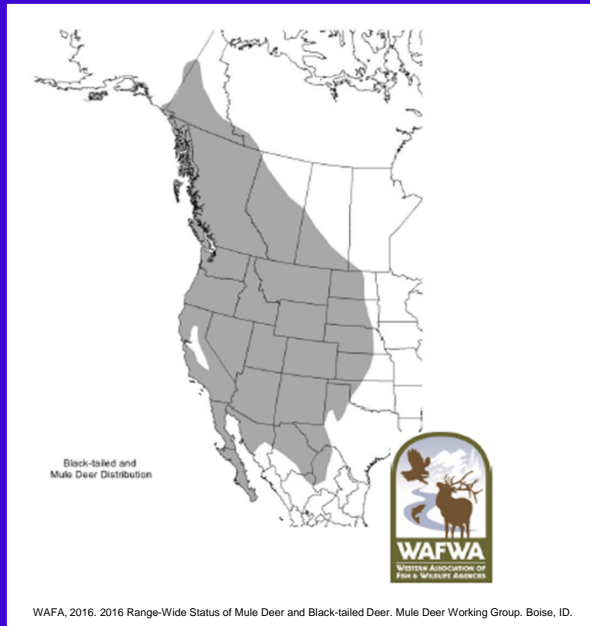 Black-tailed and
Mule Deer Distribution
WAFWA
WESTERN ASSOCIATION OF
FISH & WILDLIFE AGENCIES
WAFA, 2016. 2016 Range-Wide Status of Mule Deer and Black-tailed Deer. Mule Deer Working Group. Boise, ID.